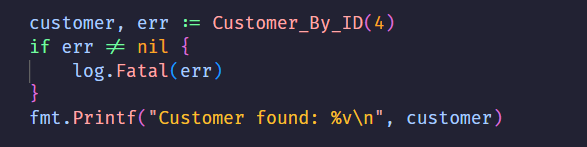 customer, err := Customer_By_ID(4)
if err != nil {
log.Fatal(err)
}
fmt.Printf("Customer found: %v\n", customer)